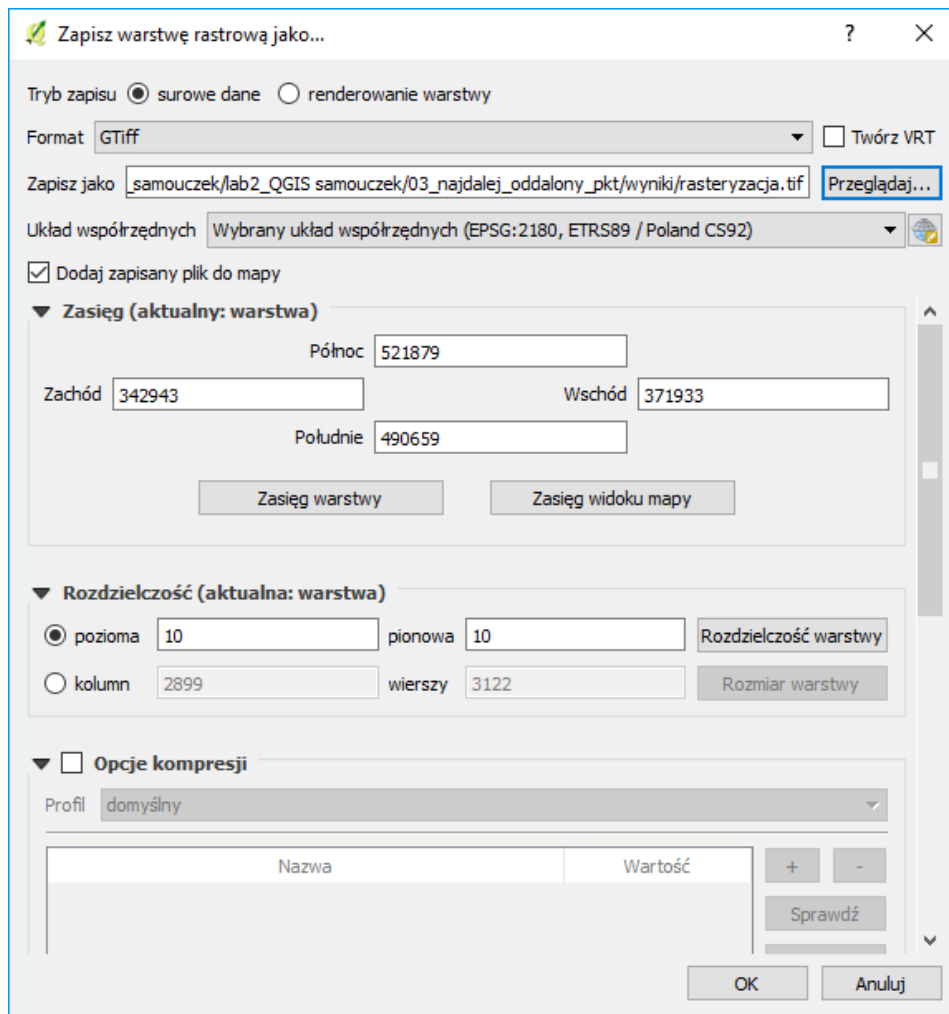 Zapisz warstwę rastrową jako... ?
Tryb zapisu surowe dane renderowanie warstwy
Format GTiff Twórz VRT
Zapisz jako _samouczek/lab2_QGIS samouczek/03_najdalej_oddalony_pkt/wyniki/rasteryzacja.tif Przeglądaj...
Układ współrzędnych Wybrany układ współrzędnych (EPSG:2180, ETRS89 / Poland CS92)
Dodaj zapisany plik do mapy
Zasięg (aktualny: warstwa)
Północ 521879
Zachód 342943 Wschód 371933
Południe 490659
Zasięg warstwy Zasięg widoku mapy
Rozdzielczość (aktualna: warstwa)
pozioma 10 pionowa 10 Rozdzielczość warstwy
kolumn 2899 wierszy 3122 Rozmiar warstwy
Opcje kompresji
Profil domyślny
Nazwa Wartość + -
Sprawdź
OK Anuluj